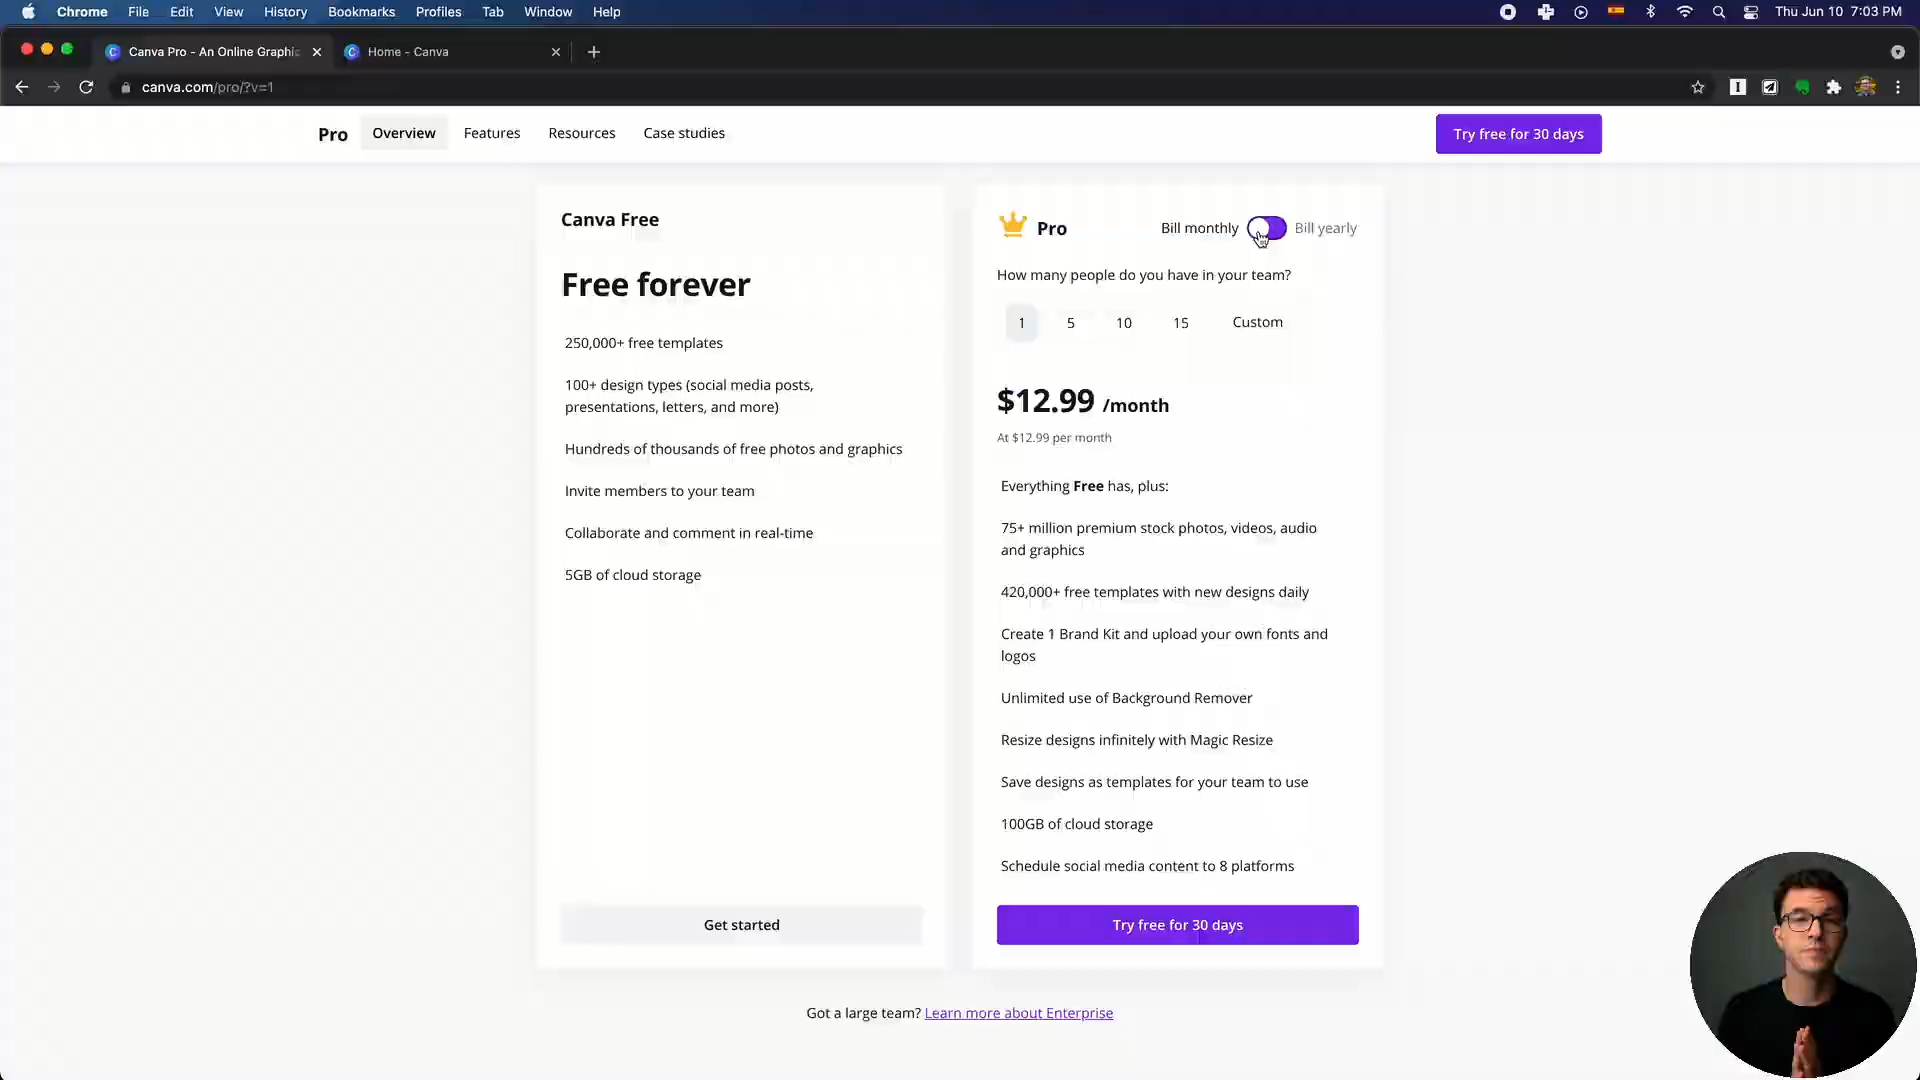 Chrome File Edit View History Bookmarks Profiles Tab Window Help
Thu Jun 10 7:03 PM
Canva Pro - An Online Graphic
Home - Canva
canva.com/pro/?v=1
Pro
Overview
Features
Resources
Case studies
Try free for 30 days
Canva Free
Free forever
250,000+ free templates
100+ design types (social media posts,
presentations, letters, and more)
Hundreds of thousands of free photos and graphics
Invite members to your team
Collaborate and comment in real-time
5GB of cloud storage
Get started
Pro
Bill monthly
Bill yearly
How many people do you have in your team?
1 5 10 15 Custom
$12.99 /month
At $12.99 per month
Everything Free has, plus:
75+ million premium stock photos, videos, audio
and graphics
420,000+ free templates with new designs daily
Create 1 Brand Kit and upload your own fonts and
logos
Unlimited use of Background Remover
Resize designs infinitely with Magic Resize
Save designs as templates for your team to use
100GB of cloud storage
Schedule social media content to 8 platforms
Try free for 30 days
Got a large team? Learn more about Enterprise